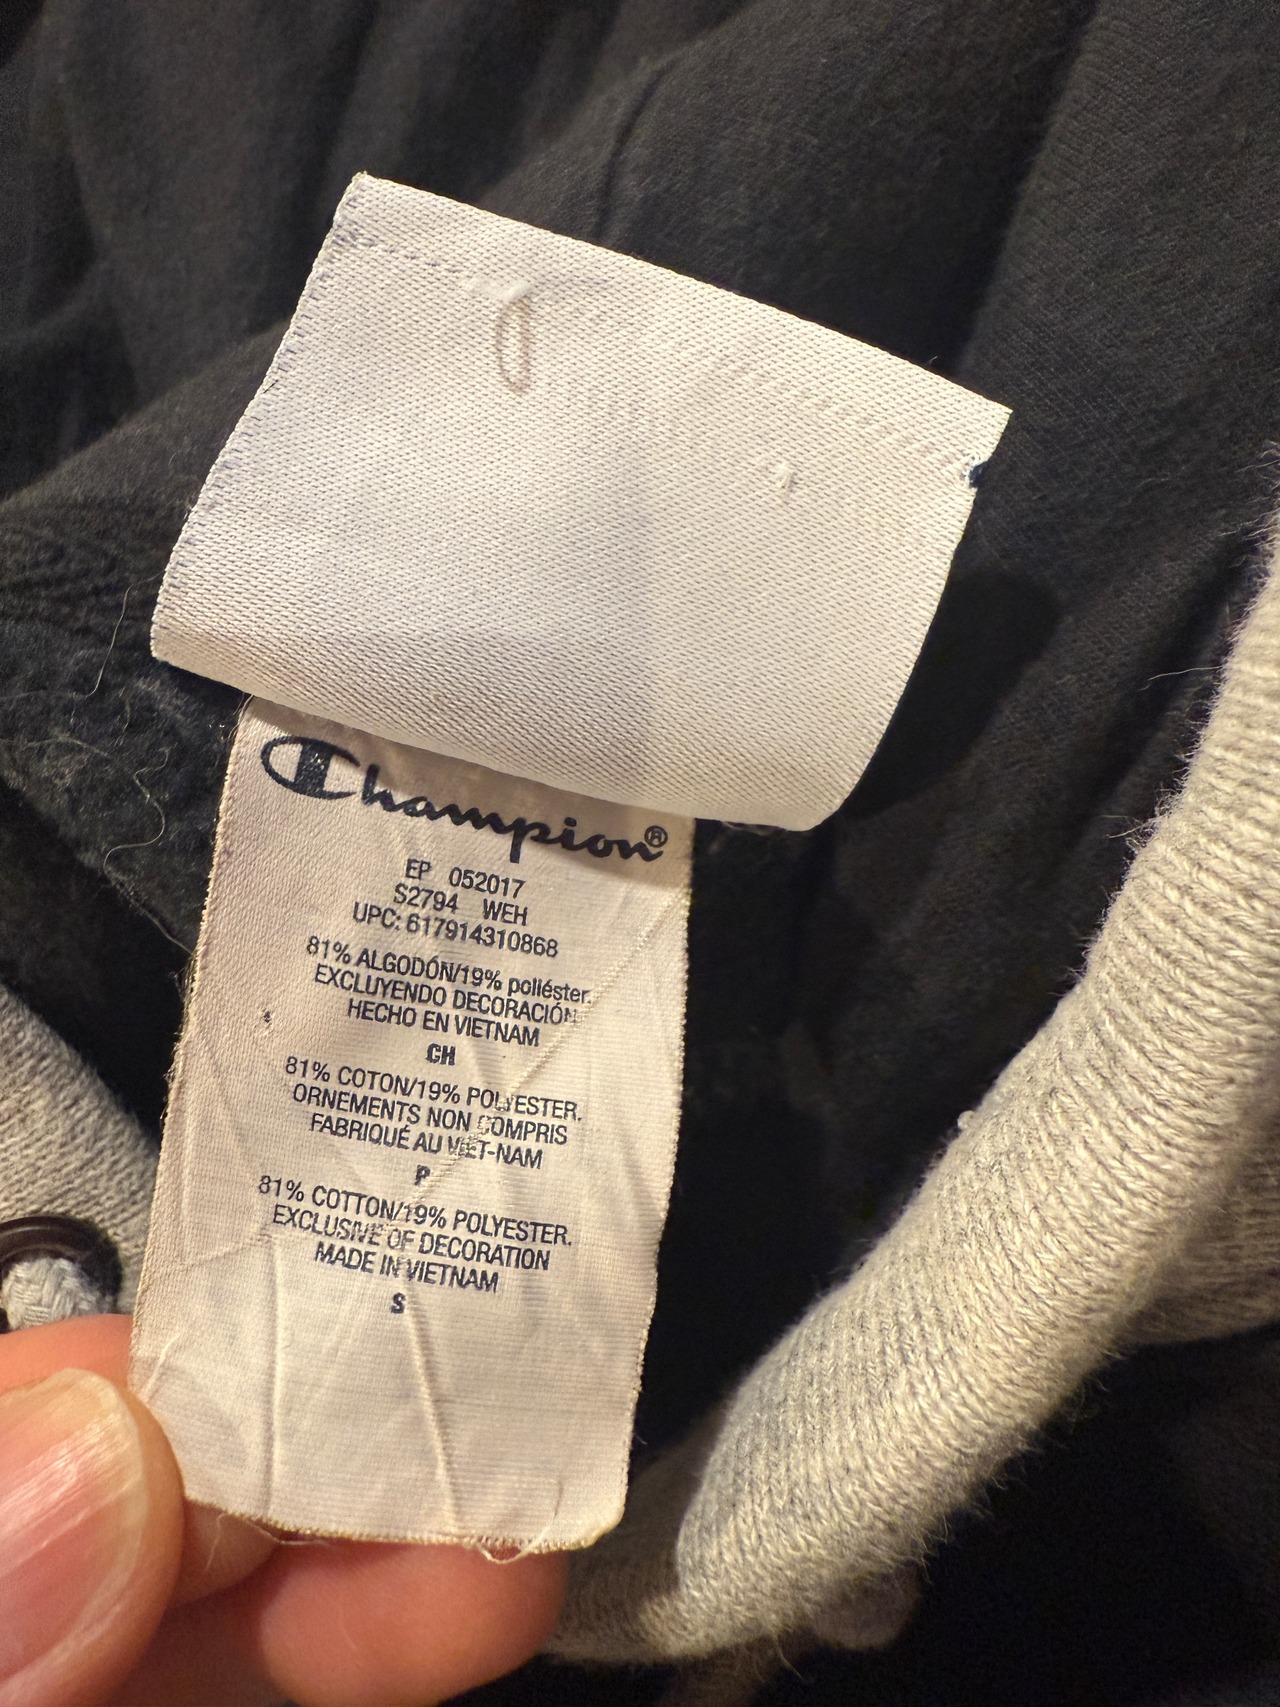 Champion®
EP 052017
S2794 WEH
UPC: 617914310868
81% ALGODÓN/19% poliéster.
EXCLUYENDO DECORACIÓN
HECHO EN VIETNAM
CH
81% COTON/19% POLYESTER.
ORNEMENTS NON COMPRIS
FABRIQUÉ AU VIET-NAM
P
81% COTTON/19% POLYESTER.
EXCLUSIVE OF DECORATION
MADE IN VIETNAM
S